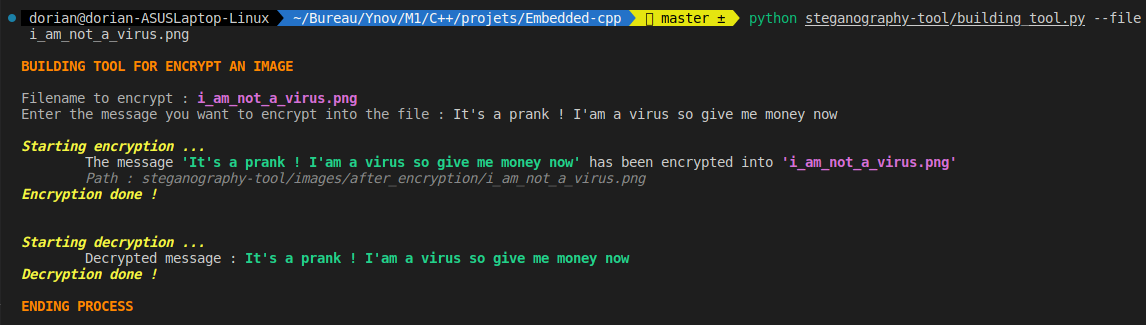 dorian@dorian-ASUSLaptop-Linux ~/Bureau/Ynov/M1/C++/projets/Embedded-cpp master ± python steganography-tool/building_tool.py --file
i_am_not_a_virus.png
BUILDING TOOL FOR ENCRYPT AN IMAGE
Filename to encrypt : i_am_not_a_virus.png
Enter the message you want to encrypt into the file : It's a prank ! I'am a virus so give me money now
Starting encryption ...
The message 'It's a prank ! I'am a virus so give me money now' has been encrypted into 'i_am_not_a_virus.png'
Path : steganography-tool/images/after_encryption/i_am_not_a_virus.png
Encryption done !
Starting decryption ...
Decrypted message : It's a prank ! I'am a virus so give me money now
Decryption done !
ENDING PROCESS